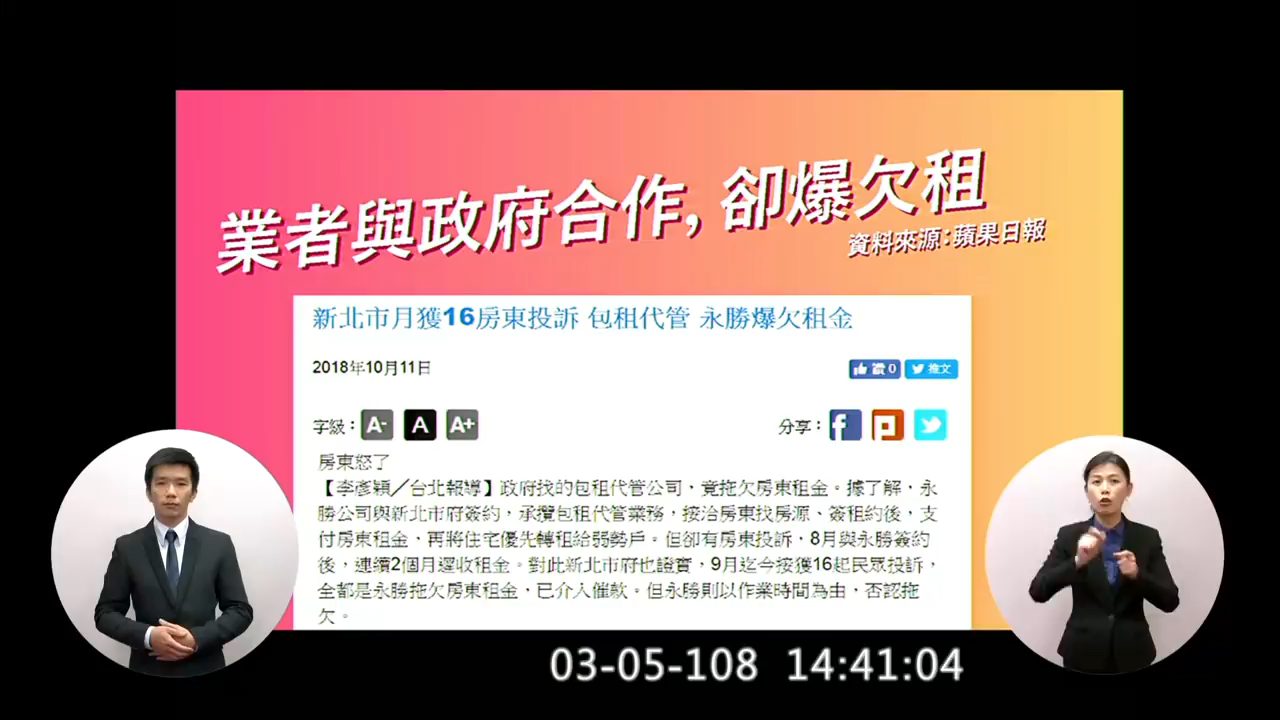 業者與政府合作,卻爆欠租
資料來源:蘋果日報
新北市月獲16房東投訴 包租代管 永勝爆欠租金
2018年10月11日
讚 0 推文
字級:A- A A+ 分享:
房東怒了
【李彥穎／台北報導】政府找的包租代管公司,竟拖欠房東租金。據了解,永
勝公司與新北市府簽約,承攬包租代管業務,接洽房東找房源、簽租約後,支
付房東租金,再將住宅優先轉租給弱勢戶。但卻有房東投訴,8月與永勝簽約
後,連續2個月遲收租金。對此新北市府也證實,9月迄今接獲16起民眾投訴,
全都是永勝拖欠房東租金,已介入催款。但永勝則以作業時間為由,否認拖
欠。
03-05-108 14:41:04